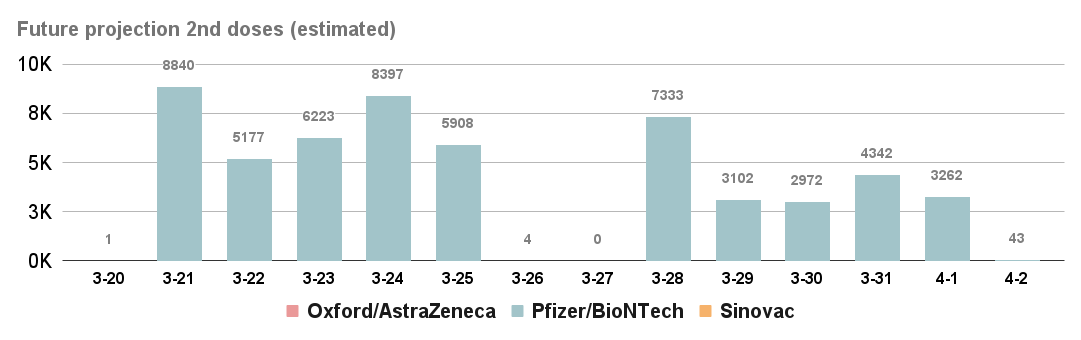 Future projection 2nd doses (estimated)
10K
8K
5K
3K
0K
1
8840
5177
6223
8397
5908
4
0
7333
3102
2972
4342
3262
43
3-20 3-21 3-22 3-23 3-24 3-25 3-26 3-27 3-28 3-29 3-30 3-31 4-1 4-2
Oxford/AstraZeneca Pfizer/BioNTech Sinovac